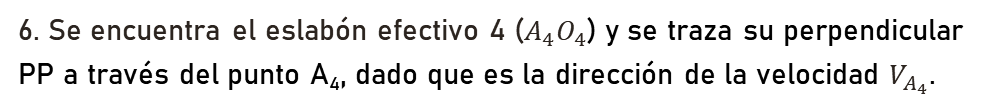 6. Se encuentra el eslabón efectivo 4 (A₄O₄) y se traza su perpendicular
PP a través del punto A₄, dado que es la dirección de la velocidad V_A₄.